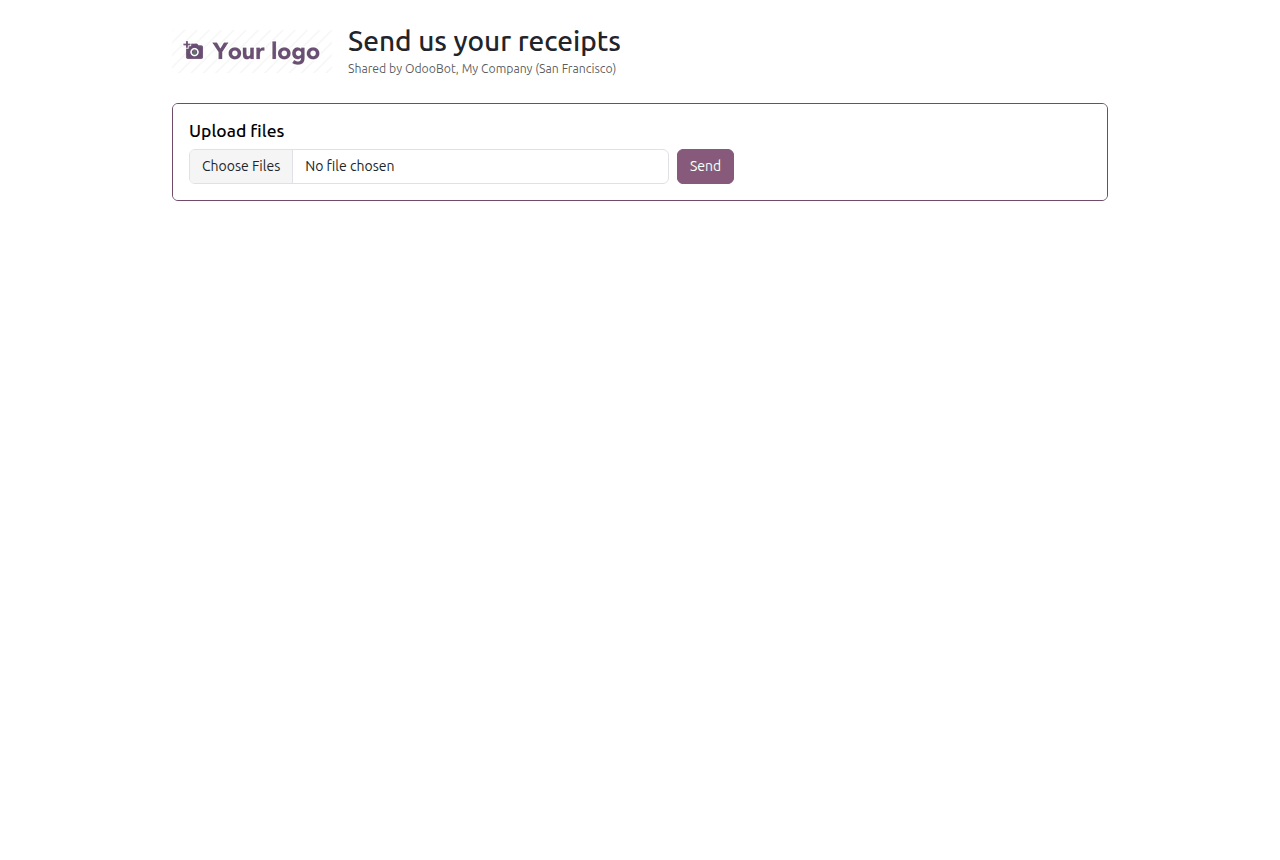 Your logo
Send us your receipts
Shared by OdooBot, My Company (San Francisco)
Upload files
Choose Files No file chosen Send